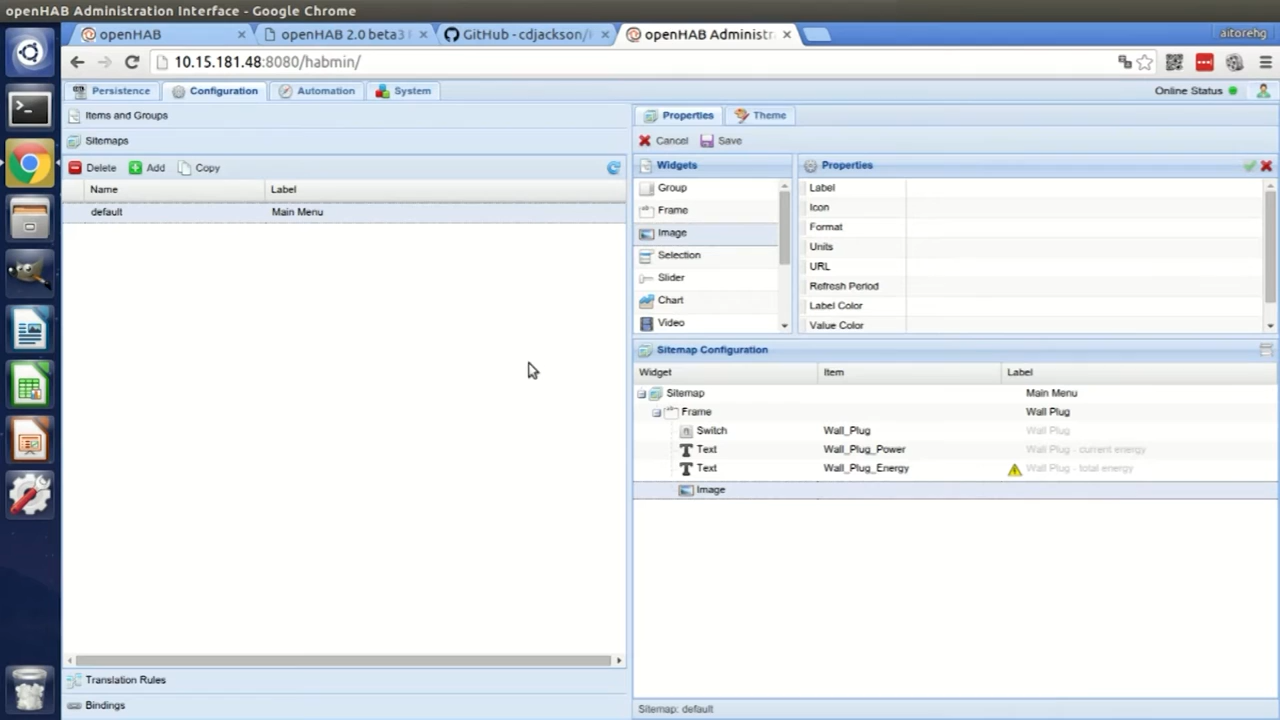 openHAB Administration Interface - Google Chrome
openHAB
openHAB 2.0 beta3
GitHub - cdjackson/
openHAB Administr
aitorehg
10.15.181.48:8080/habmin/
Persistence Configuration Automation System Online Status
Items and Groups
Sitemaps
Delete Add Copy
Name Label
default Main Menu
Translation Rules
Bindings
Properties Theme
Cancel Save
Widgets
Group
Frame
Image
Selection
Slider
Chart
Video
Properties
Label
Icon
Format
Units
URL
Refresh Period
Label Color
Value Color
Sitemap Configuration
Widget Item Label
Sitemap Main Menu
Frame Wall Plug
Switch Wall_Plug Wall Plug
Text Wall_Plug_Power Wall Plug - current energy
Text Wall_Plug_Energy Wall Plug - total energy
Image
Sitemap: default